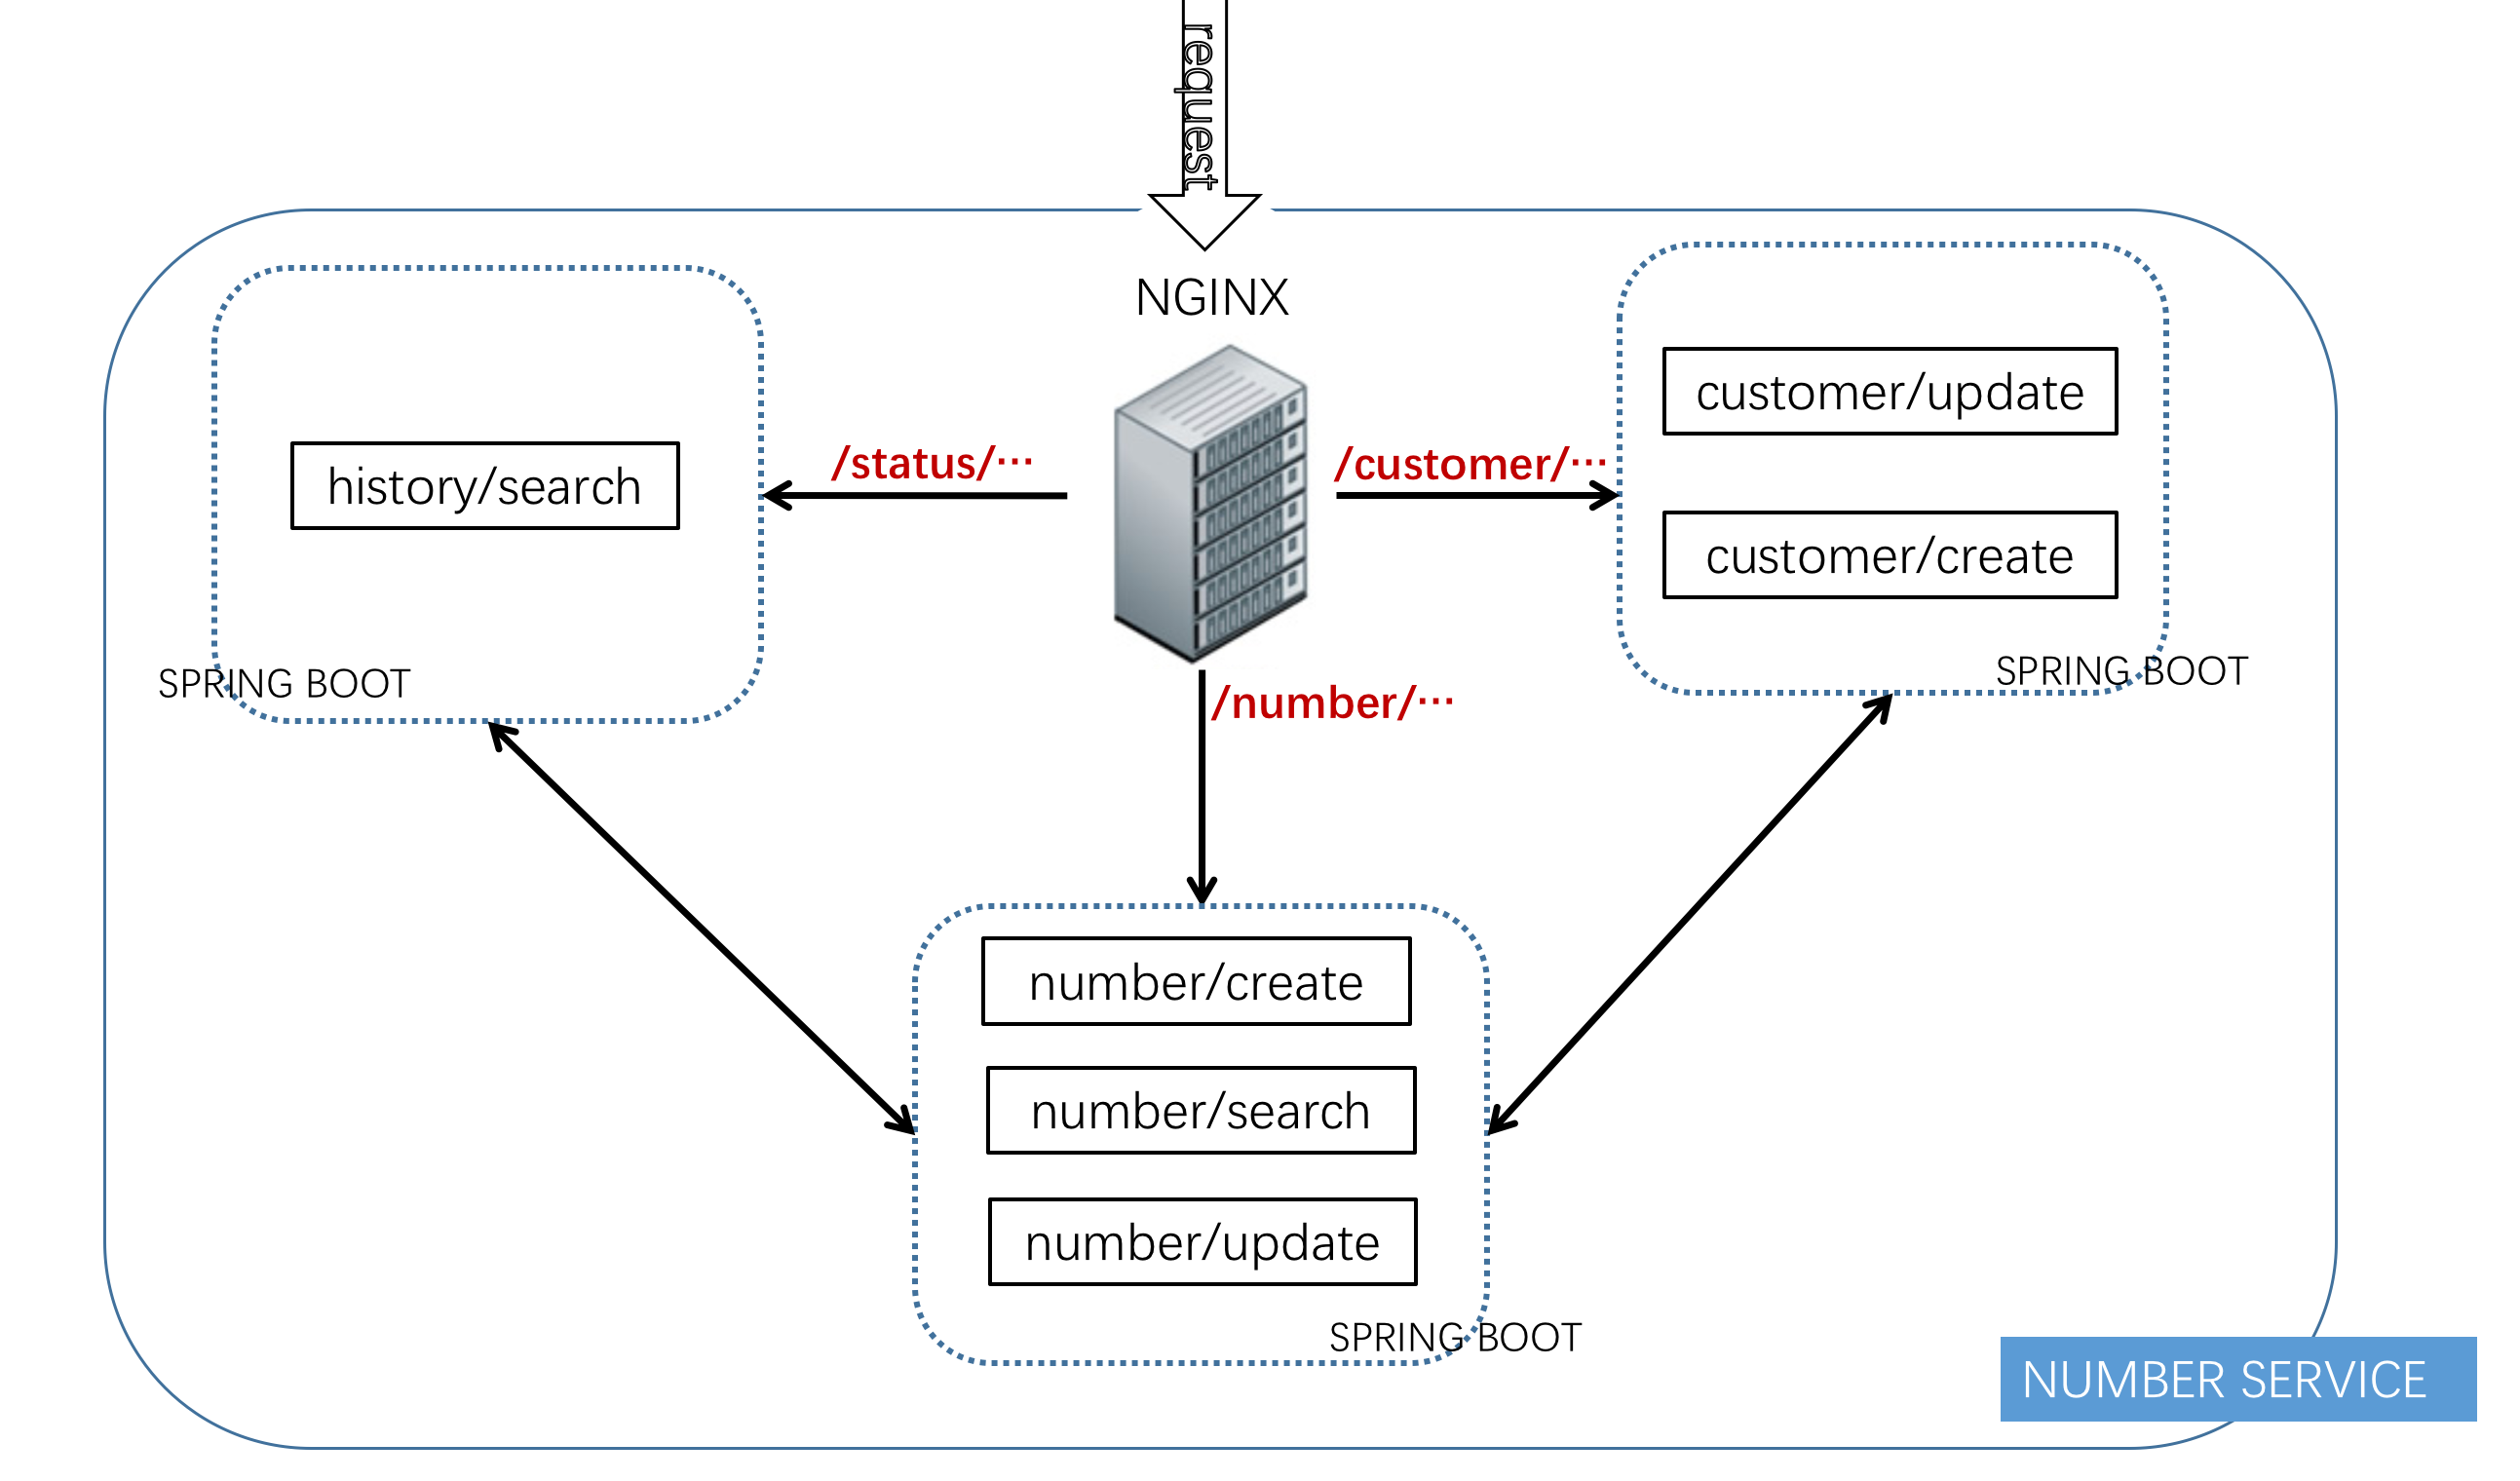 request
NGINX
customer/update
/status/…
/customer/…
history/search
customer/create
SPRING BOOT
SPRING BOOT
/number/…
number/create
number/search
number/update
SPRING BOOT
NUMBER SERVICE